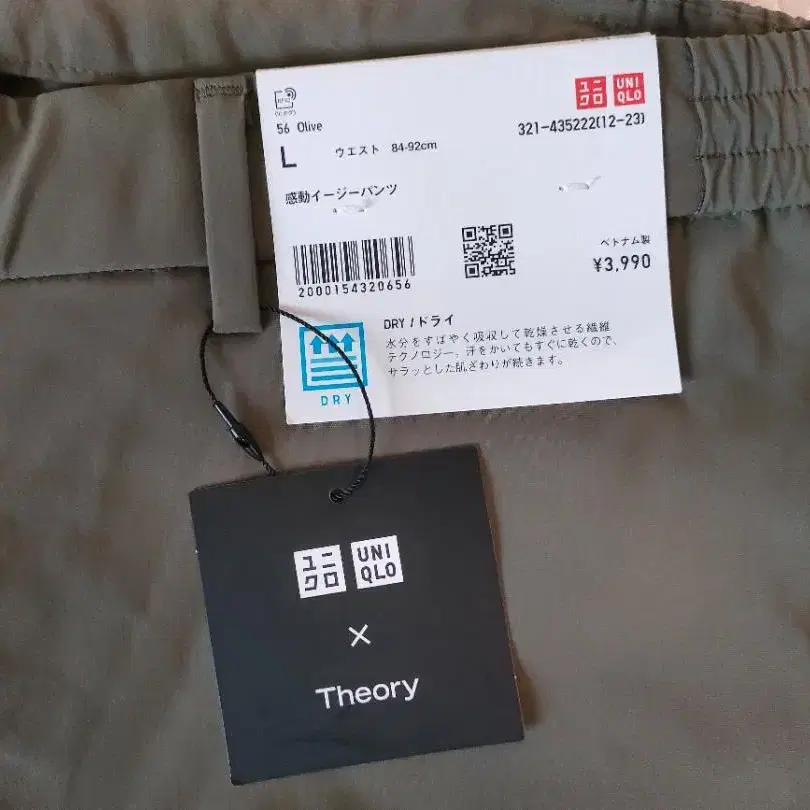 ユニクロ UNIQLO
56 Olive
321-435222(12-23)
L ウエスト 84-92cm
感動イージーパンツ
2000154320656
ベトナム製
¥3,990
DRY / ドライ
水分をすばやく吸収して乾燥させる繊維
テクノロジー。汗をかいてもすぐに乾くので、
サラッとした肌ざわりが続きます。
DRY
ユニクロ UNIQLO
×
Theory